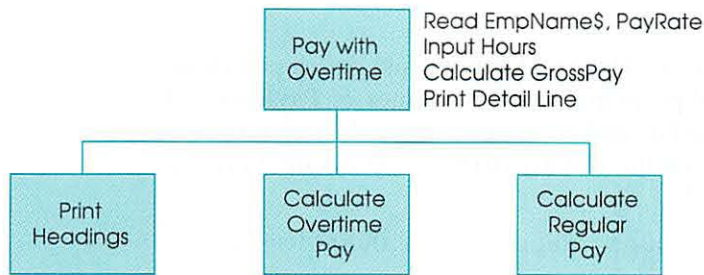 Pay with
Overtime
Read EmpName$, PayRate
Input Hours
Calculate GrossPay
Print Detail Line
Print
Headings
Calculate
Overtime
Pay
Calculate
Regular
Pay